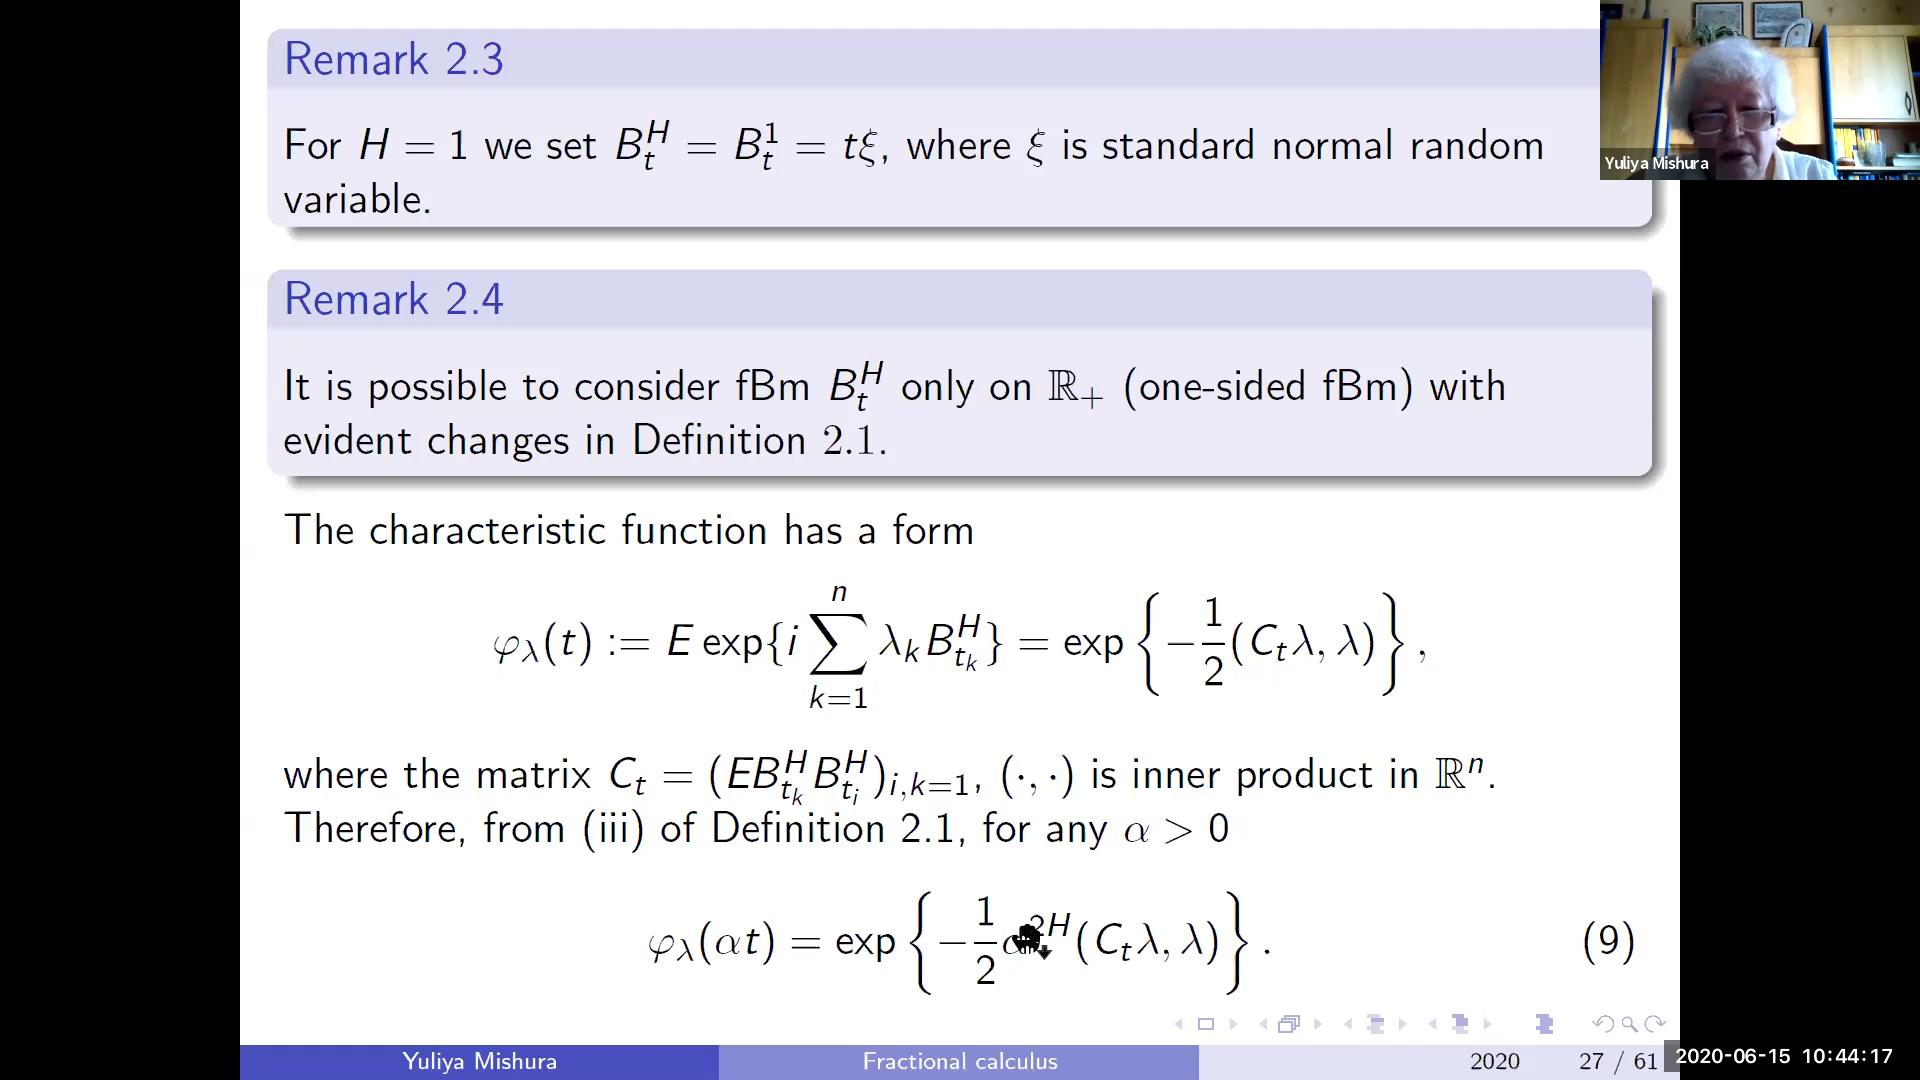 Remark 2.3
For H = 1 we set B_t^H = B_t^1 = tξ, where ξ is standard normal random
variable.
Remark 2.4
It is possible to consider fBm B_t^H only on ℝ_+ (one-sided fBm) with
evident changes in Definition 2.1.
The characteristic function has a form
φ_λ(t) := E exp{i ∑_{k=1}^n λ_k B_{t_k}^H} = exp {−1/2 (C_t λ, λ)} ,
where the matrix C_t = (EB_{t_k}^H B_{t_i}^H)_{i,k=1}, (·, ·) is inner product in ℝ^n.
Therefore, from (iii) of Definition 2.1, for any α > 0
φ_λ(αt) = exp {−1/2 α^{2H} (C_t λ, λ)} . (9)
Yuliya Mishura Fractional calculus 2020 27 / 61
Yuliya Mishura
2020-06-15 10:44:17